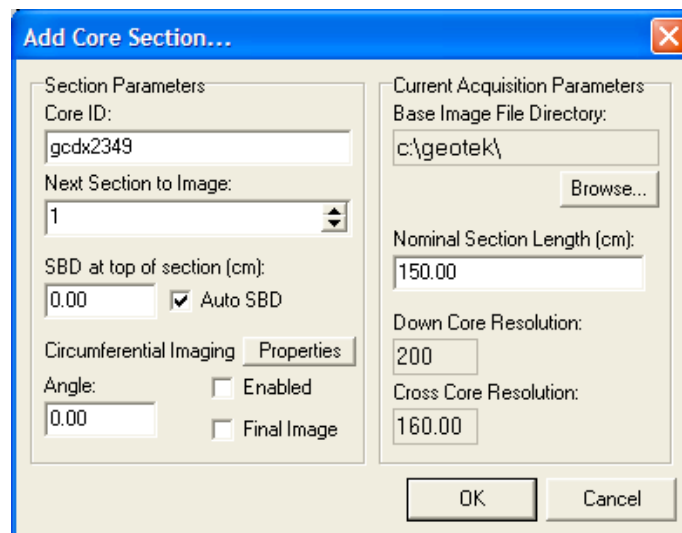 Add Core Section...
Section Parameters
Core ID:
gcdx2349
Next Section to Image:
1
SBD at top of section (cm):
0.00
Auto SBD
Circumferential Imaging
Properties
Angle:
0.00
Enabled
Final Image
Current Acquisition Parameters
Base Image File Directory:
c:\geotek\
Browse...
Nominal Section Length (cm):
150.00
Down Core Resolution:
200
Cross Core Resolution:
160.00
OK
Cancel